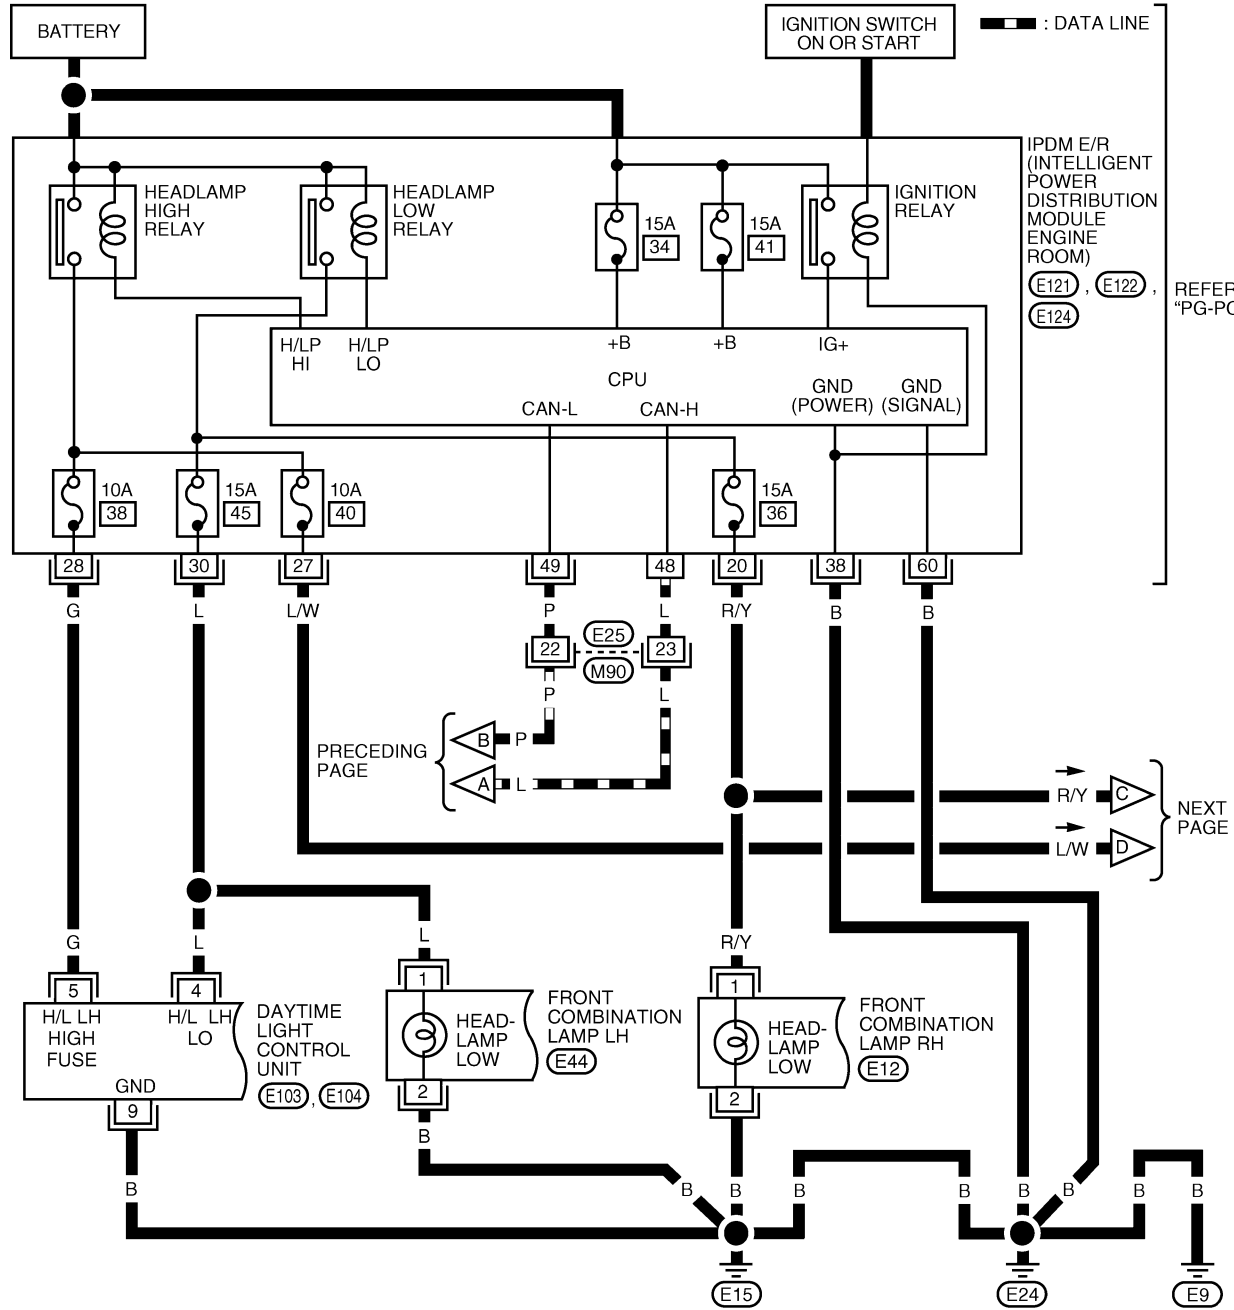 BATTERY
IGNITION SWITCH
ON OR START
: DATA LINE
IPDM E/R
(INTELLIGENT
POWER
DISTRIBUTION
MODULE
ENGINE
ROOM)
E121 , E122 ,
E124
REFER
“PG-PO
HEADLAMP
HIGH
RELAY
HEADLAMP
LOW
RELAY
15A
34
15A
41
IGNITION
RELAY
H/LP
HI
H/LP
LO
+B
+B
IG+
CPU
CAN-L
CAN-H
GND
(POWER)
GND
(SIGNAL)
10A
38
15A
45
10A
40
15A
36
28
30
27
49
48
20
38
60
G
L
L/W
P
L
R/Y
B
B
22
E25
M90
23
P
L
PRECEDING
PAGE
B
P
A
L
R/Y
C
L/W
D
NEXT
PAGE
G
L
L
R/Y
5
4
1
1
H/L LH
HIGH
FUSE
H/L LH
LO
GND
9
DAYTIME
LIGHT
CONTROL
UNIT
E103 , E104
HEAD-
LAMP
LOW
2
FRONT
COMBINATION
LAMP LH
E44
HEAD-
LAMP
LOW
2
FRONT
COMBINATION
LAMP RH
E12
B
B
B
B
B
B
B
B
B
B
E15
E24
E9